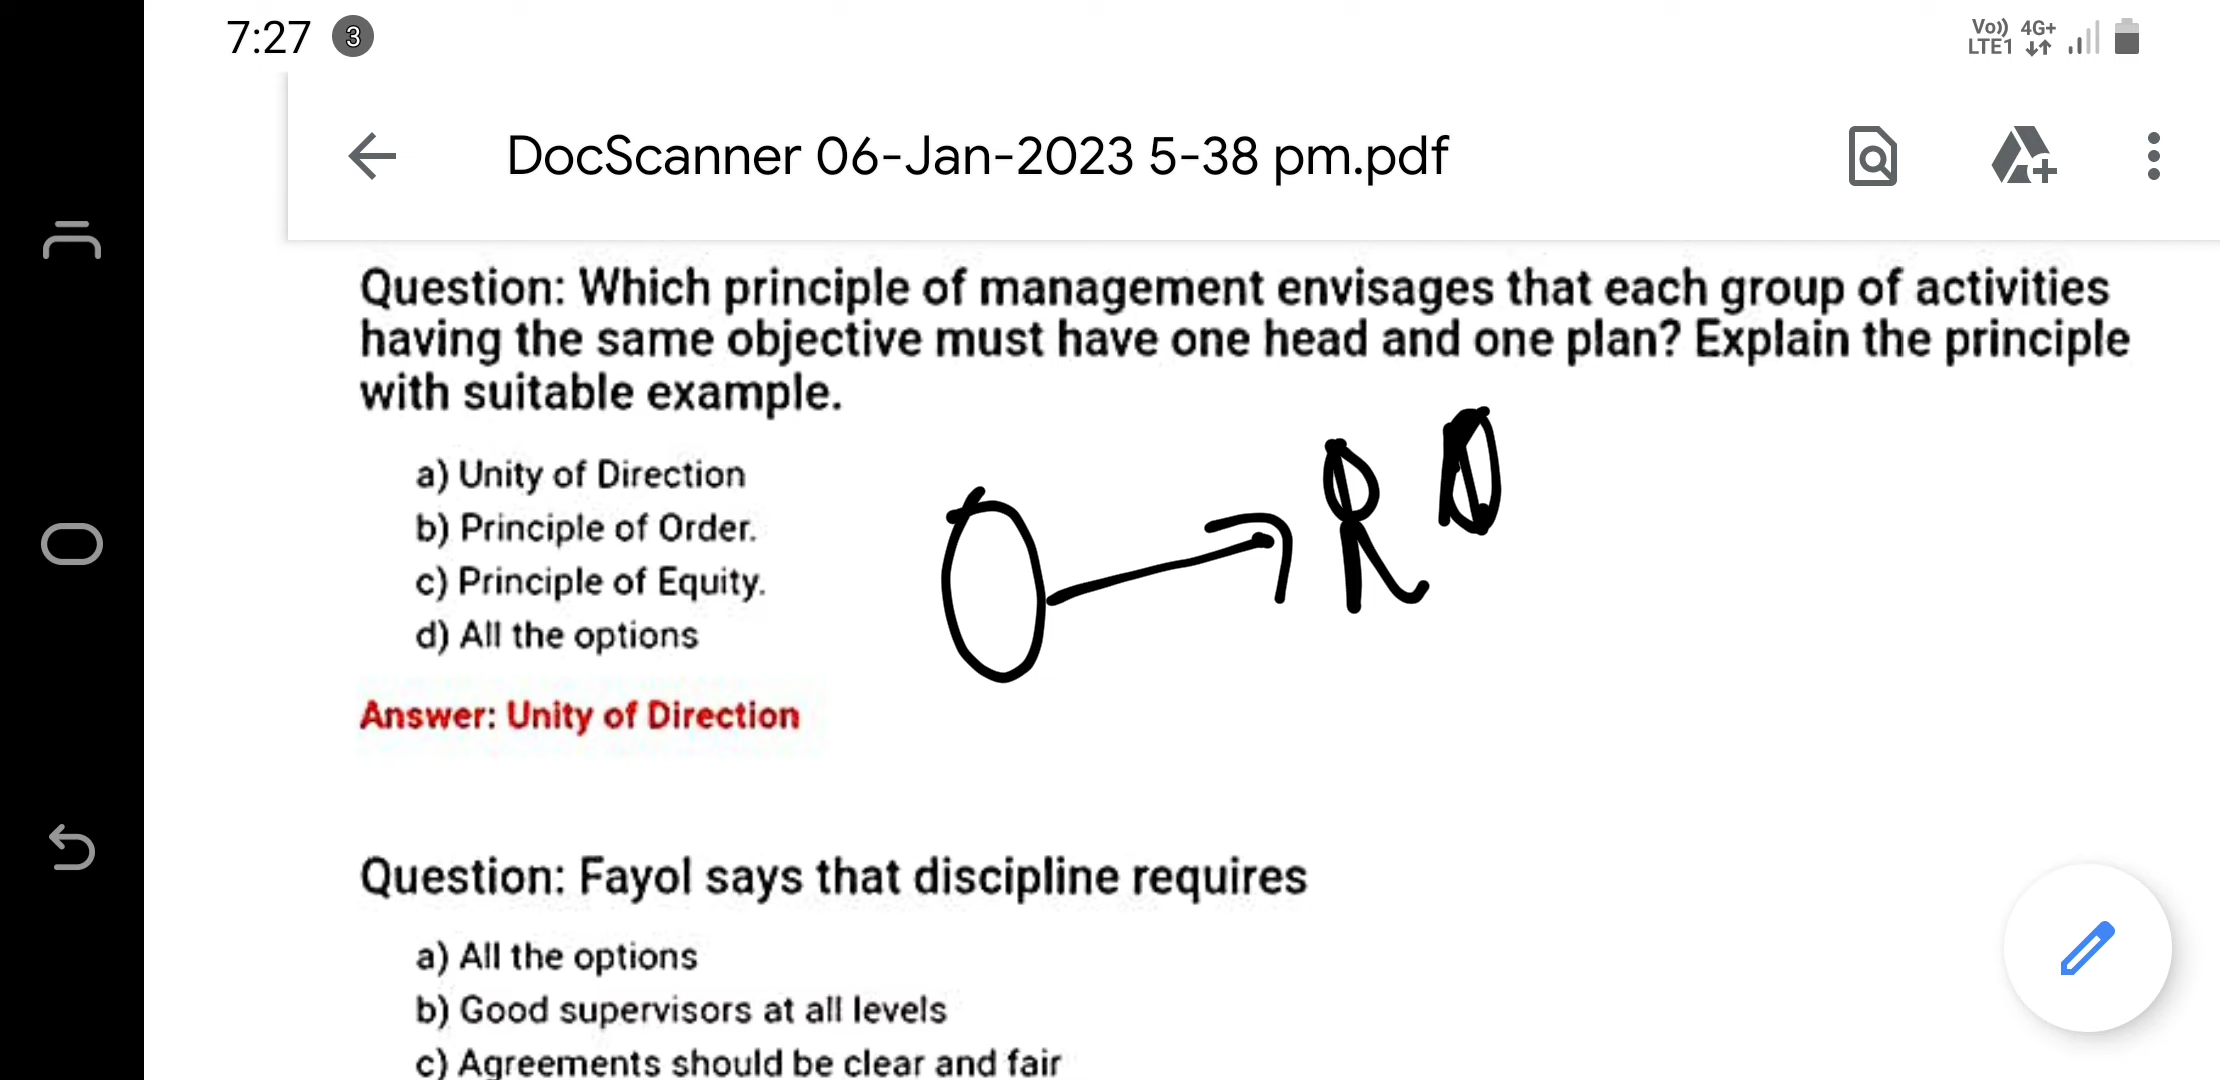 7:27 3 Vo)) 4G+
LTE1
DocScanner 06-Jan-2023 5-38 pm.pdf
Question: Which principle of management envisages that each group of activities
having the same objective must have one head and one plan? Explain the principle
with suitable example.
a) Unity of Direction
b) Principle of Order.
c) Principle of Equity.
d) All the options
O → R D
Answer: Unity of Direction
Question: Fayol says that discipline requires
a) All the options
b) Good supervisors at all levels
c) Agreements should be clear and fair